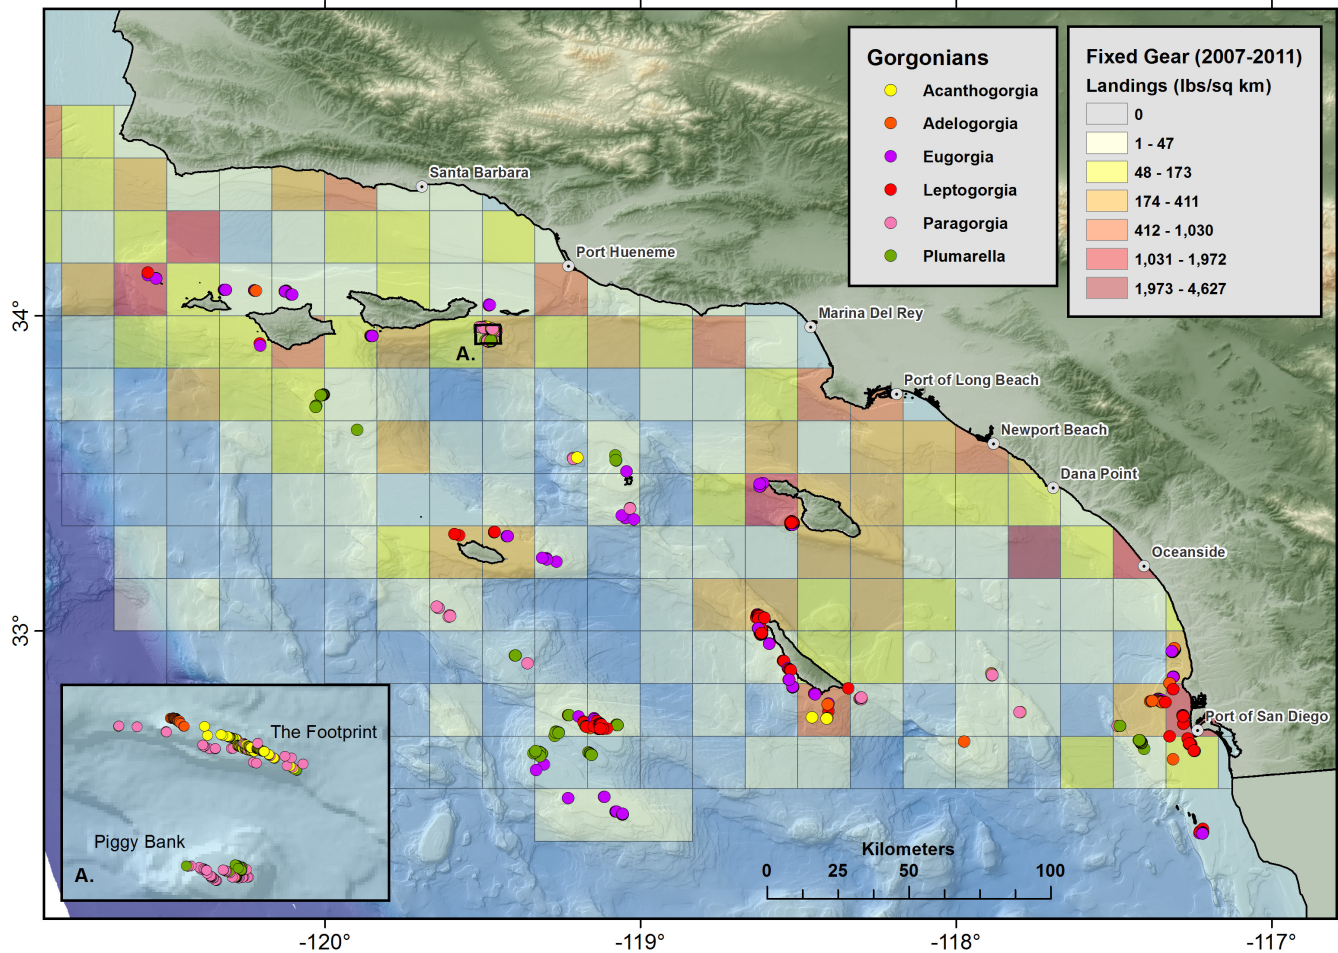 Gorgonians
Acanthogorgia
Adelogorgia
Eugorgia
Leptogorgia
Paragorgia
Plumarella
Fixed Gear (2007-2011)
Landings (lbs/sq km)
0
1 - 47
48 - 173
174 - 411
412 - 1,030
1,031 - 1,972
1,973 - 4,627
Santa Barbara
Port Hueneme
Marina Del Rey
Port of Long Beach
Newport Beach
Dana Point
Oceanside
Port of San Diego
A.
34°
33°
The Footprint
Piggy Bank
A.
Kilometers
0 25 50 100
-120° -119° -118° -117°